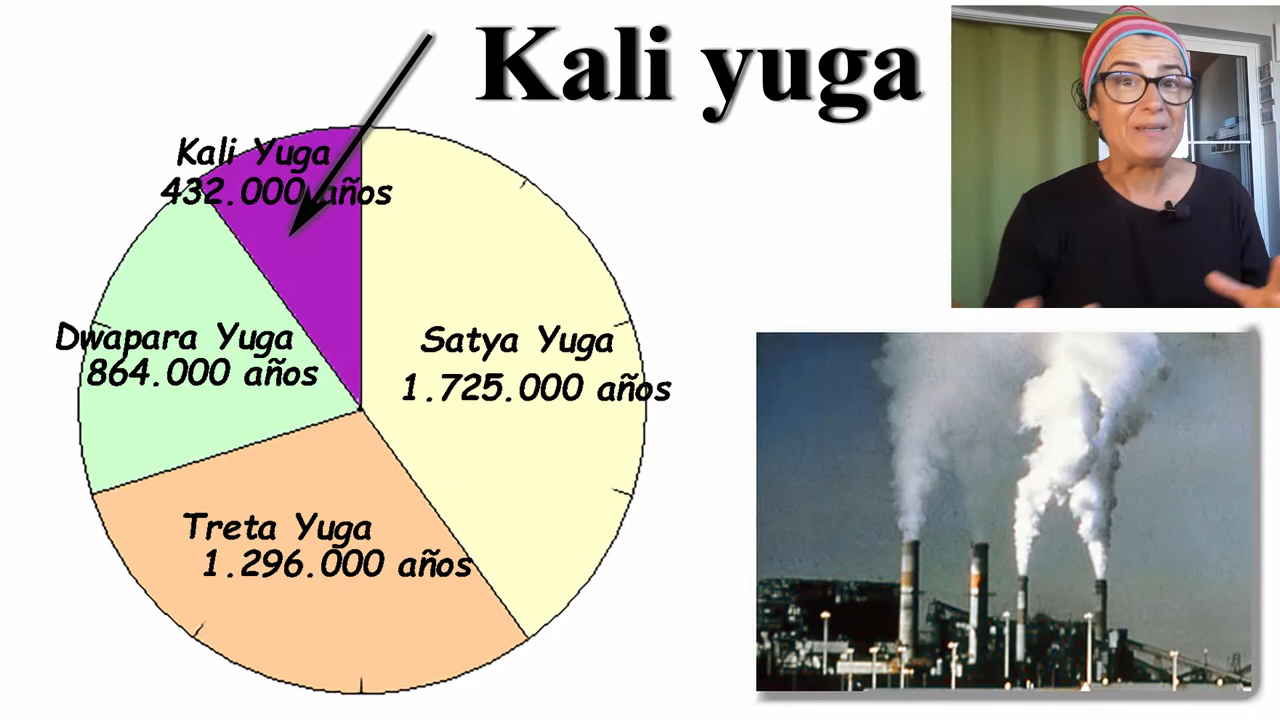 Kali yuga
Kali Yuga
432.000 años
Dwapara Yuga
864.000 años
Satya Yuga
1.725.000 años
Treta Yuga
1.296.000 años